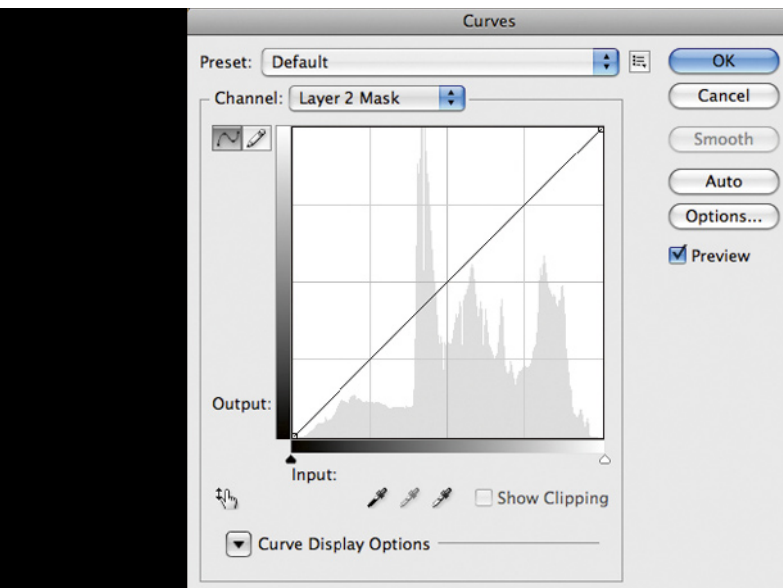 Curves
Preset: Default
OK
Channel: Layer 2 Mask
Cancel
Smooth
Auto
Options...
Preview
Output:
Input:
Show Clipping
Curve Display Options